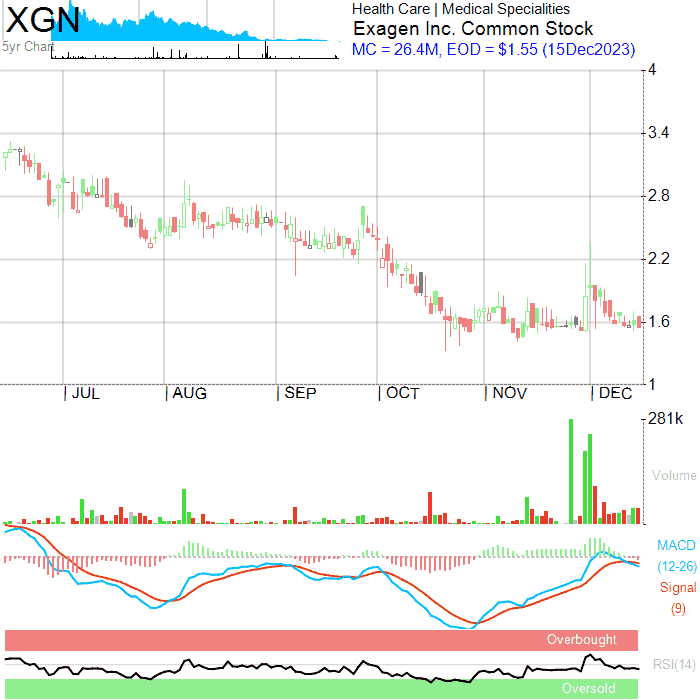 XGN
5yr Chart
Health Care | Medical Specialities
Exagen Inc. Common Stock
MC = 26.4M, EOD = $1.55 (15Dec2023)
4
3.4
2.8
2.2
1.6
1
| JUL | AUG | SEP | OCT | NOV | DEC
281k
Volume
MACD
(12-26)
Signal
(9)
Overbought
RSI(14)
Oversold